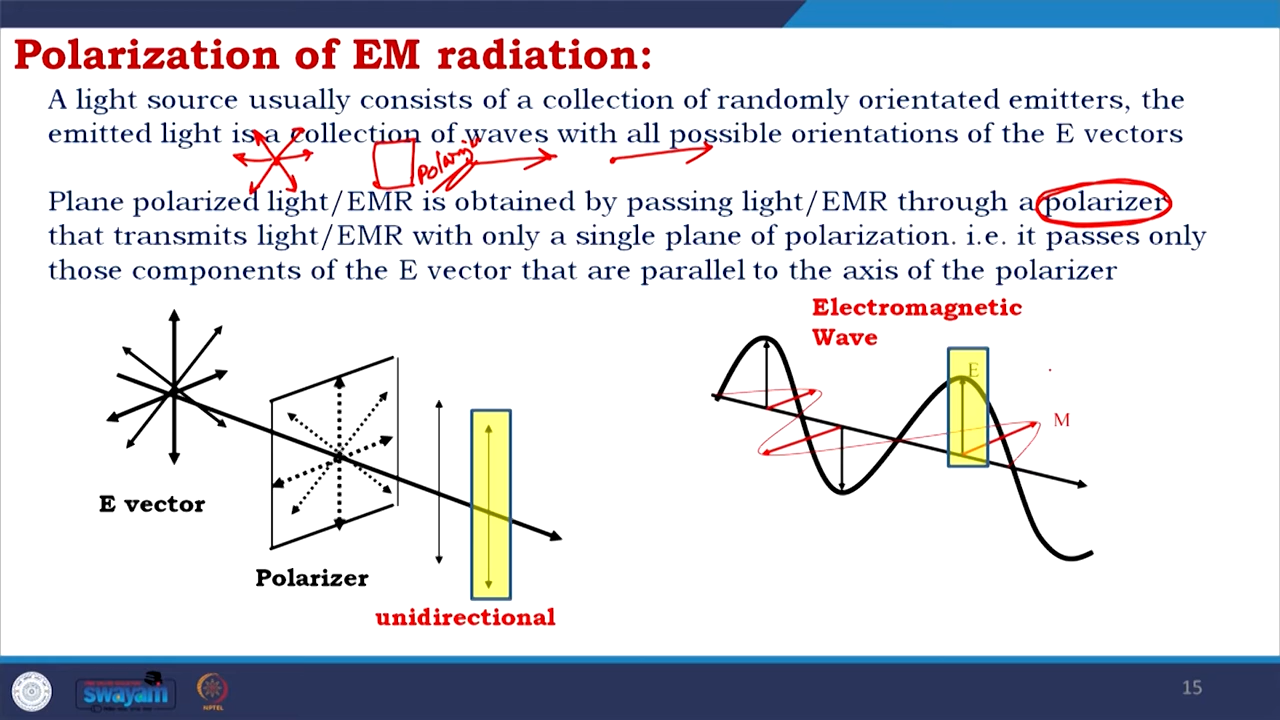 Polarization of EM radiation:
A light source usually consists of a collection of randomly orientated emitters, the
emitted light is a collection of waves with all possible orientations of the E vectors
Plane polarized light/EMR is obtained by passing light/EMR through a polarizer
that transmits light/EMR with only a single plane of polarization. i.e. it passes only
those components of the E vector that are parallel to the axis of the polarizer
Electromagnetic
Wave
E
M
E vector
Polarizer
unidirectional
swayam
NPTEL
15